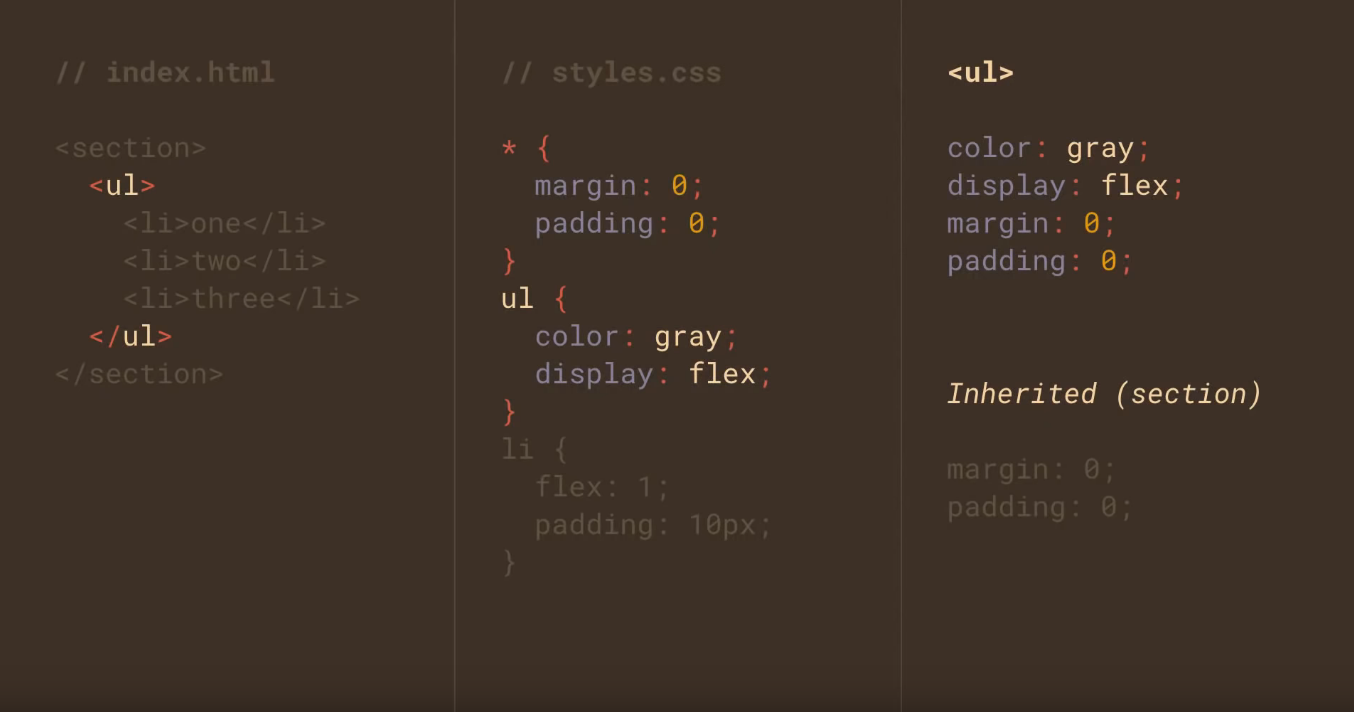 // index.html
<section>
  <ul>
    <li>one</li>
    <li>two</li>
    <li>three</li>
  </ul>
</section>
// styles.css
* {
  margin: 0;
  padding: 0;
}
ul {
  color: gray;
  display: flex;
}
li {
  flex: 1;
  padding: 10px;
}
<ul>
color: gray;
display: flex;
margin: 0;
padding: 0;
Inherited (section)
margin: 0;
padding: 0;